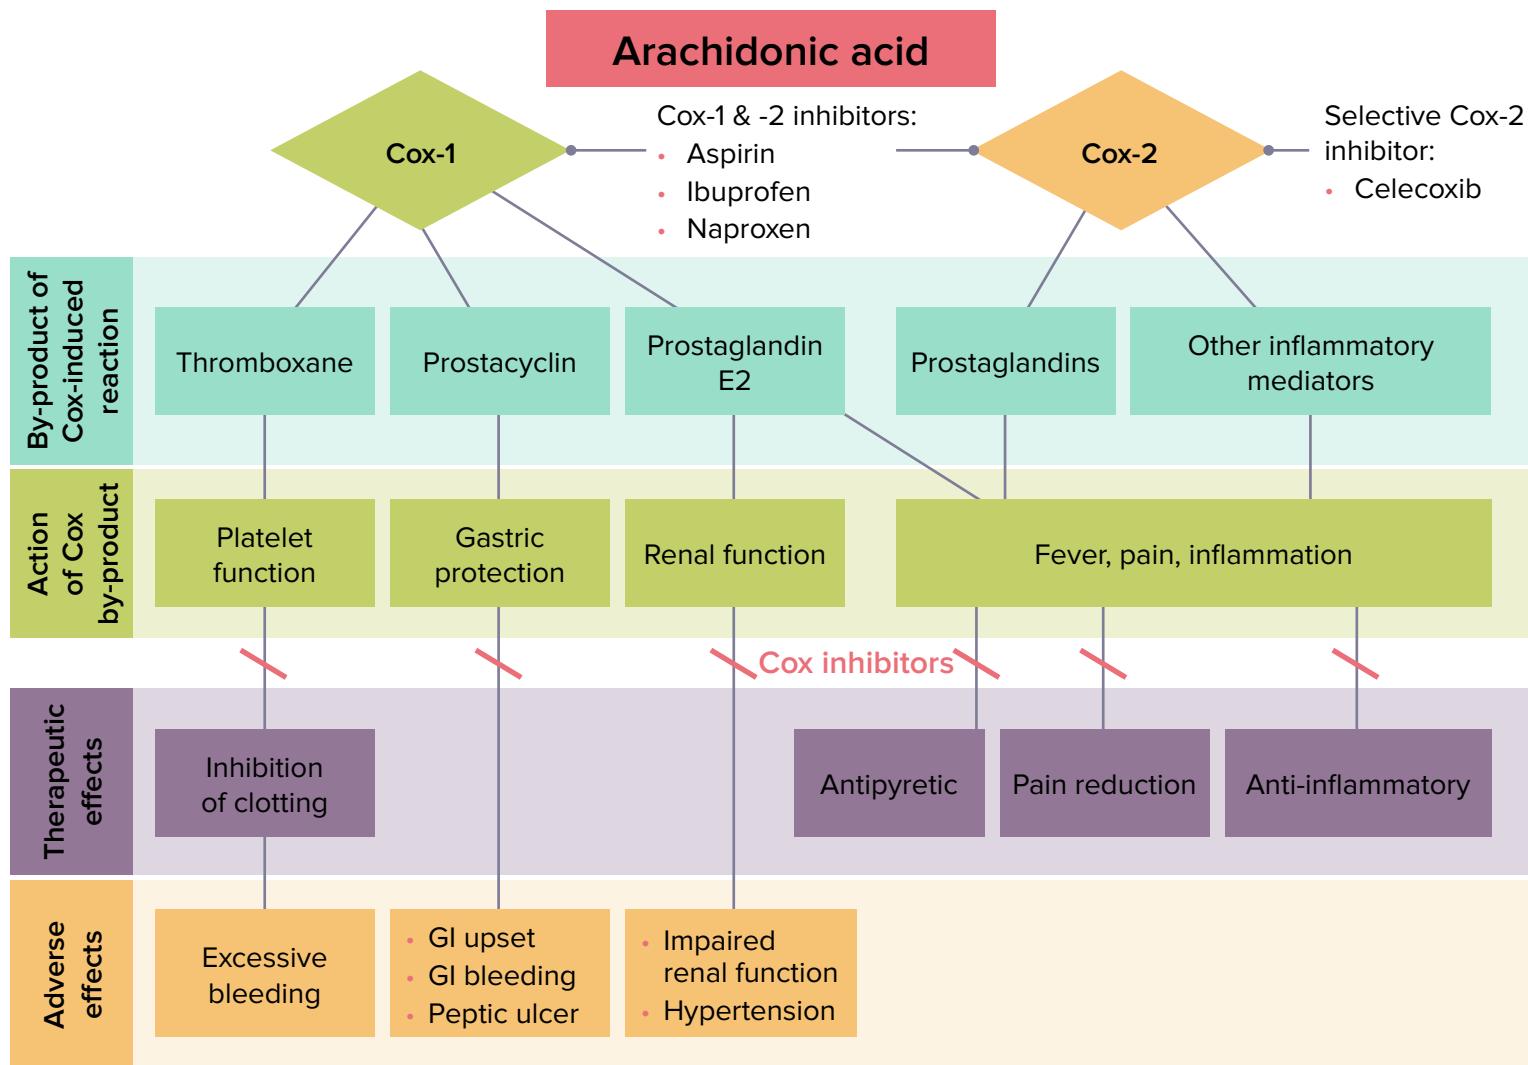 Arachidonic acid
Cox-1
Cox-1 & -2 inhibitors:
• Aspirin
• Ibuprofen
• Naproxen
Cox-2
Selective Cox-2
inhibitor:
• Celecoxib
By-product of
Cox-induced
reaction
Thromboxane
Prostacyclin
Prostaglandin
E2
Prostaglandins
Other inflammatory
mediators
Action
of Cox
by-product
Platelet
function
Gastric
protection
Renal function
Fever, pain, inflammation
Cox inhibitors
Therapeutic
effects
Inhibition
of clotting
Antipyretic
Pain reduction
Anti-inflammatory
Adverse
effects
Excessive
bleeding
• GI upset
• GI bleeding
• Peptic ulcer
• Impaired
renal function
• Hypertension